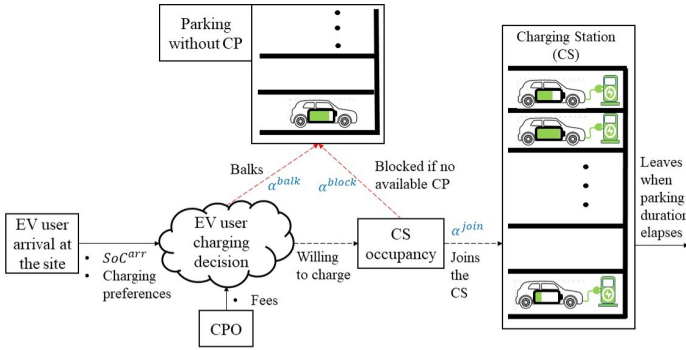 Parking
without CP
Charging Station
(CS)
Balks
α^balk
α^block
Blocked if no
available CP
Leaves
when
parking
duration
elapses
EV user
arrival at
the site
• SoC^arr
• Charging
preferences
EV user
charging
decision
Willing
to charge
CS
occupancy
α^join
Joins
the
CS
• Fees
CPO